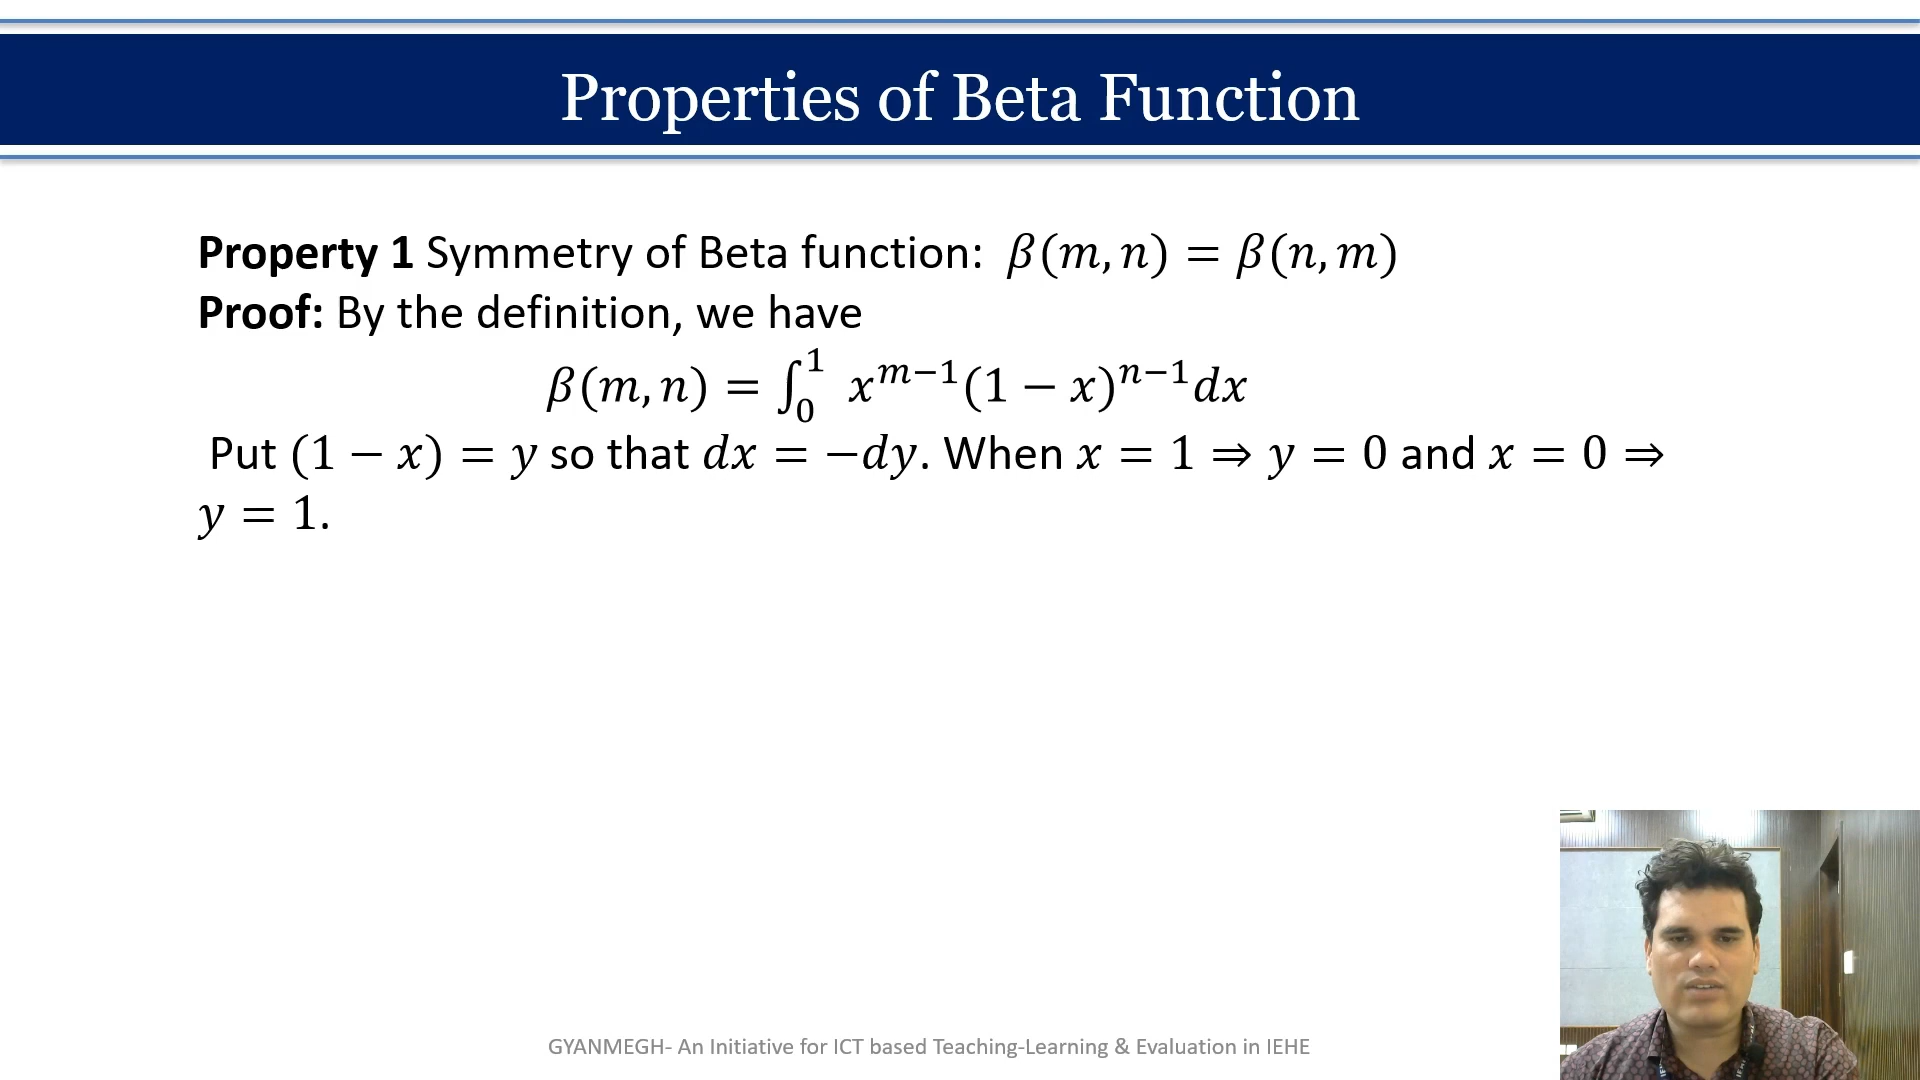 Properties of Beta Function
Property 1 Symmetry of Beta function: β(m, n) = β(n, m)
Proof: By the definition, we have
β(m, n) = ∫₀¹ xᵐ⁻¹(1 − x)ⁿ⁻¹dx
Put (1 − x) = y so that dx = −dy. When x = 1 ⇒ y = 0 and x = 0 ⇒
y = 1.
GYANMEGH- An Initiative for ICT based Teaching-Learning & Evaluation in IEHE